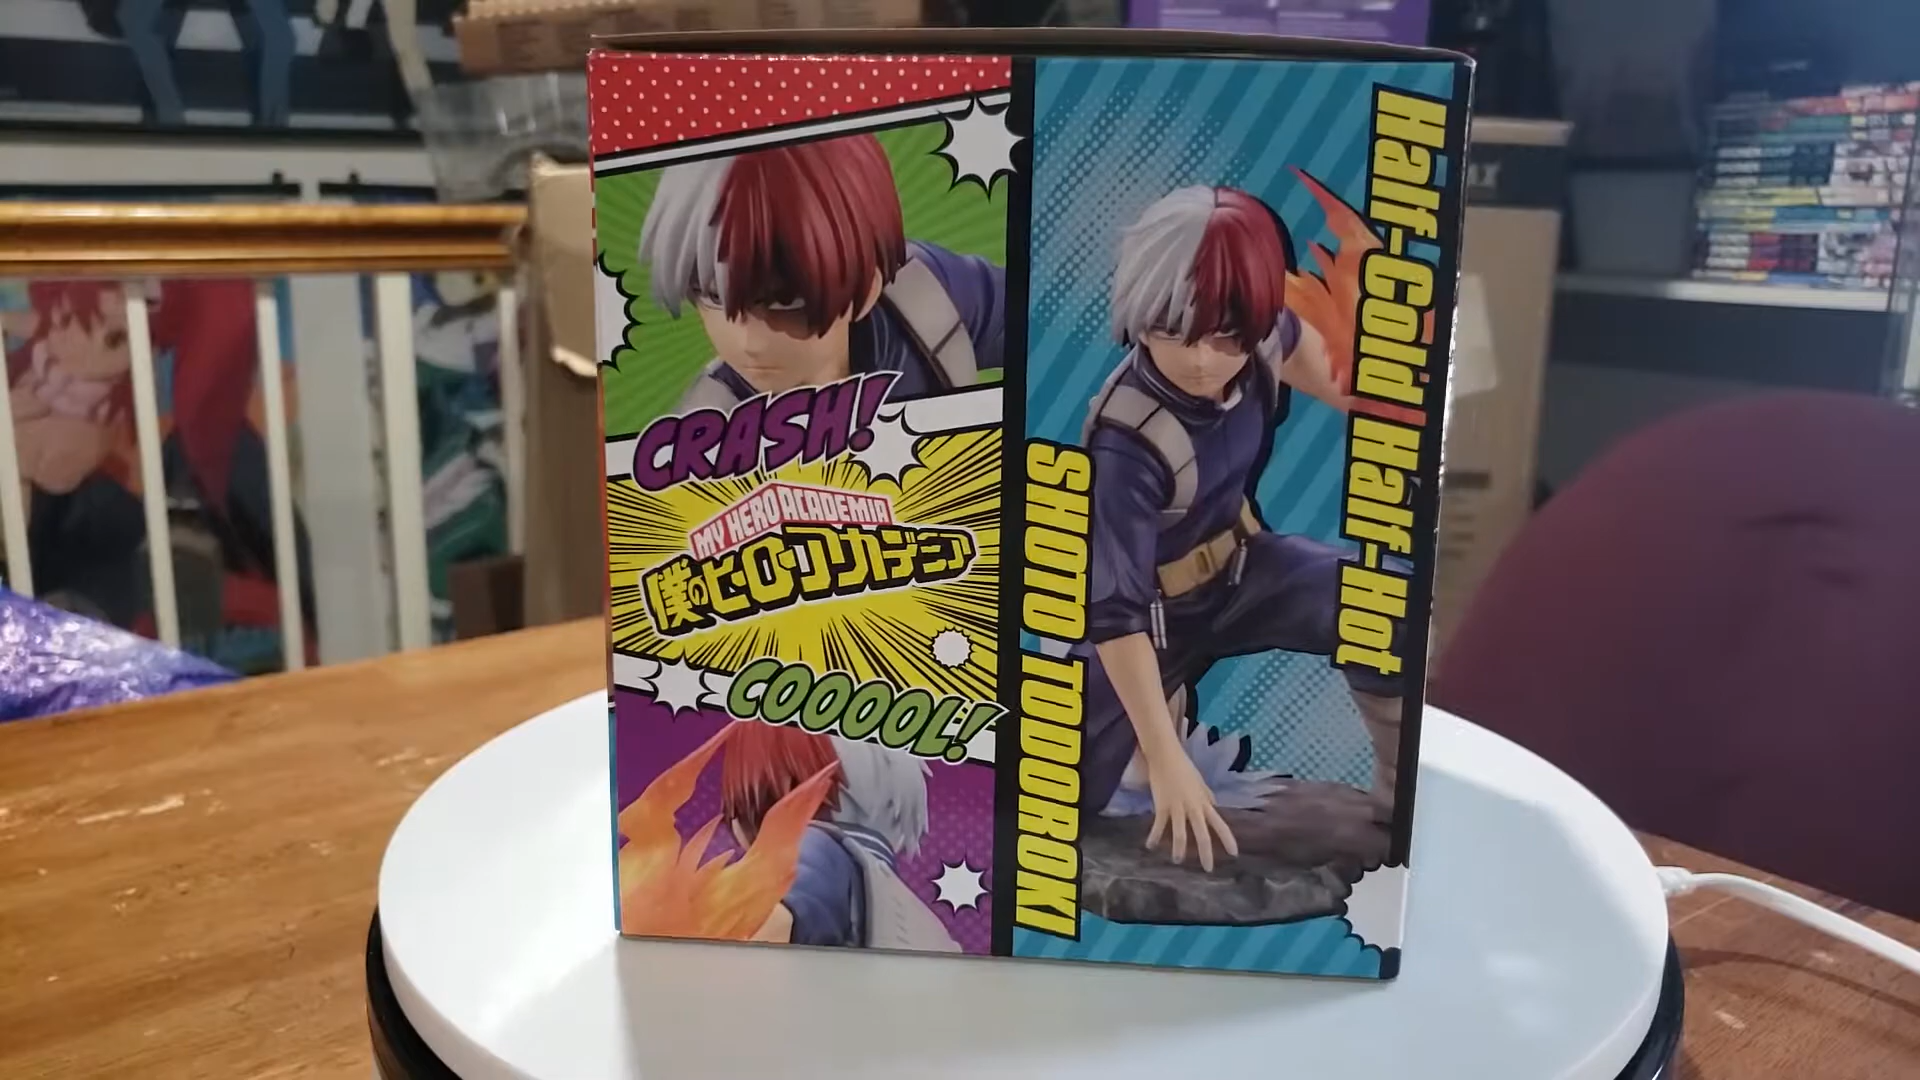 CRASH!
MY HERO ACADEMIA
僕のヒーローアカデミア
COOOOL!
SHOTO TODOROKI
Half-Cold Half-Hot